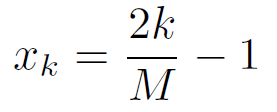 $x_k = \frac{2k}{M} - 1$